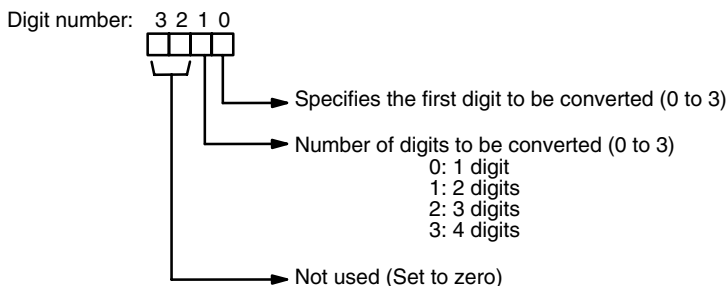 Digit number: 3 2 1 0
Specifies the first digit to be converted (0 to 3)
Number of digits to be converted (0 to 3)
0: 1 digit
1: 2 digits
2: 3 digits
3: 4 digits
Not used (Set to zero)